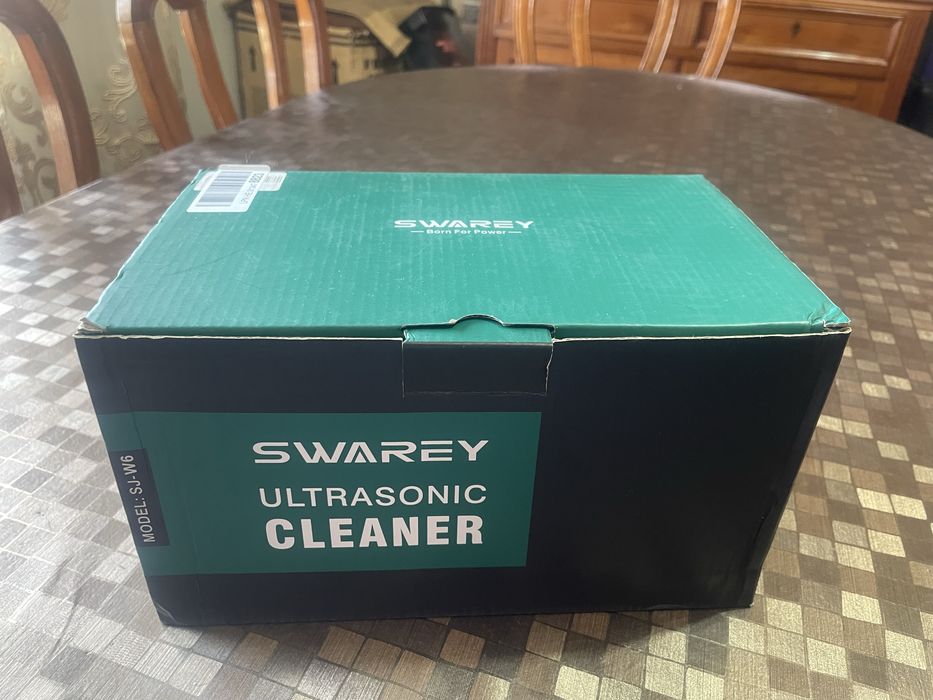 SWAREY
Born For Power
SWAREY
ULTRASONIC
CLEANER
MODEL: SJ-W6